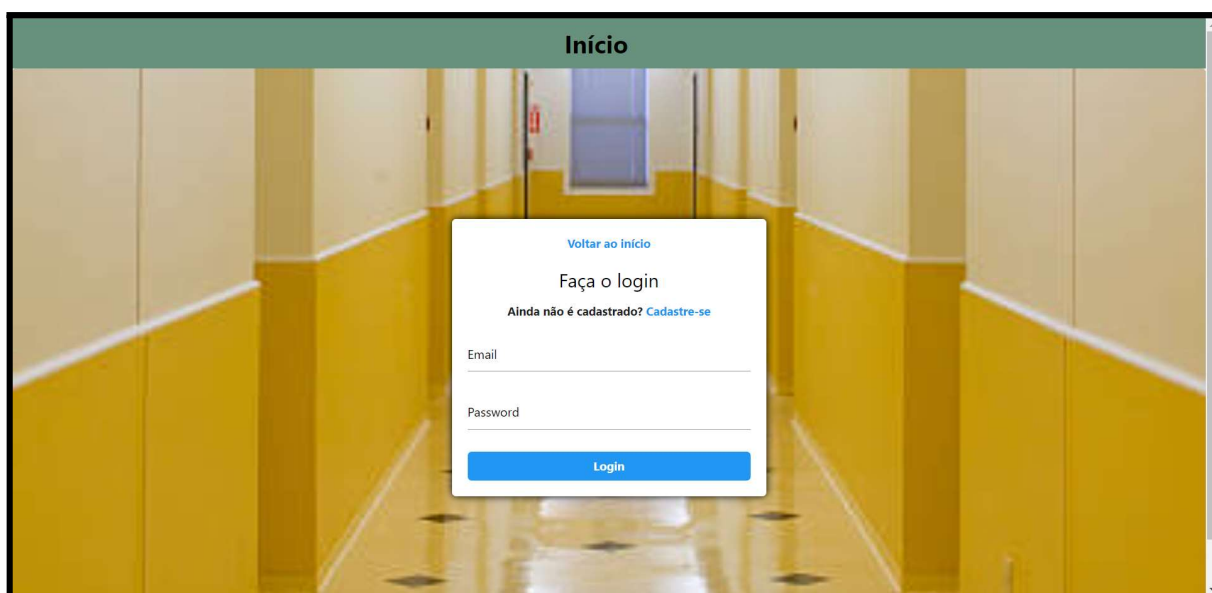 Início
Voltar ao início
Faça o login
Ainda não é cadastrado? Cadastre-se
Email
Password
Login